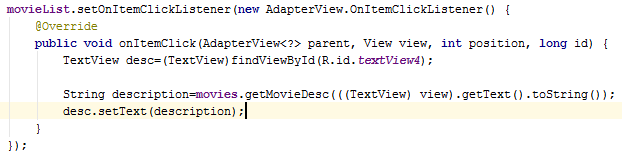 movieList.setOnItemClickListener(new AdapterView.OnItemClickListener() {
@Override
public void onItemClick(AdapterView<?> parent, View view, int position, long id) {
TextView desc=(TextView)findViewById(R.id.textView4);
String description=movies.getMovieDesc(((TextView) view).getText().toString());
desc.setText(description);
}
});